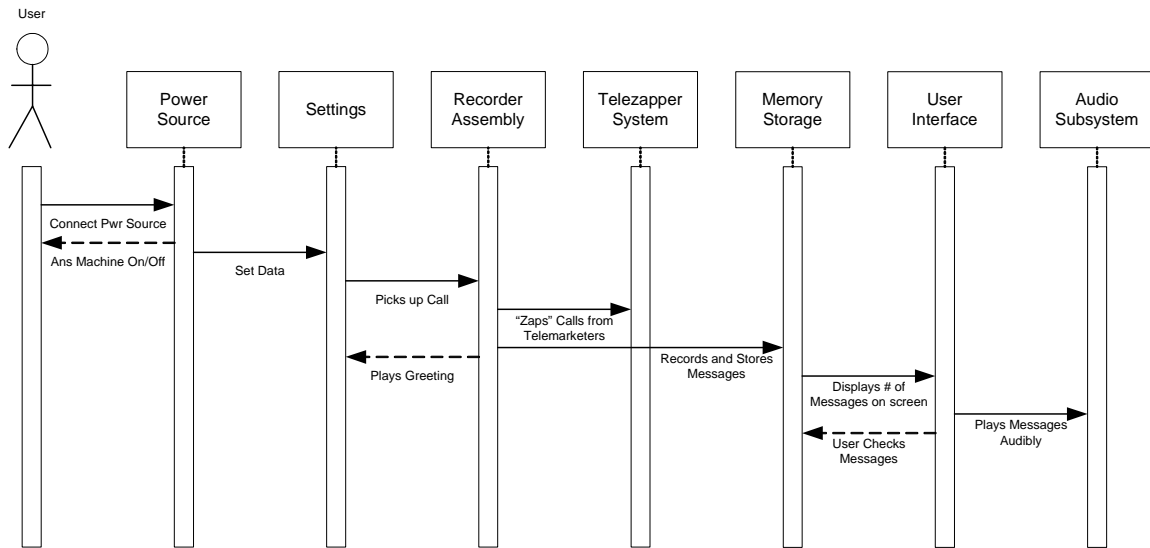 User
Power
Source
Settings
Recorder
Assembly
Telezapper
System
Memory
Storage
User
Interface
Audio
Subsystem
Connect Pwr Source
Ans Machine On/Off
Set Data
Picks up Call
“Zaps” Calls from
Telemarketers
Records and Stores
Messages
Plays Greeting
Displays # of
Messages on screen
Plays Messages
Audibly
User Checks
Messages